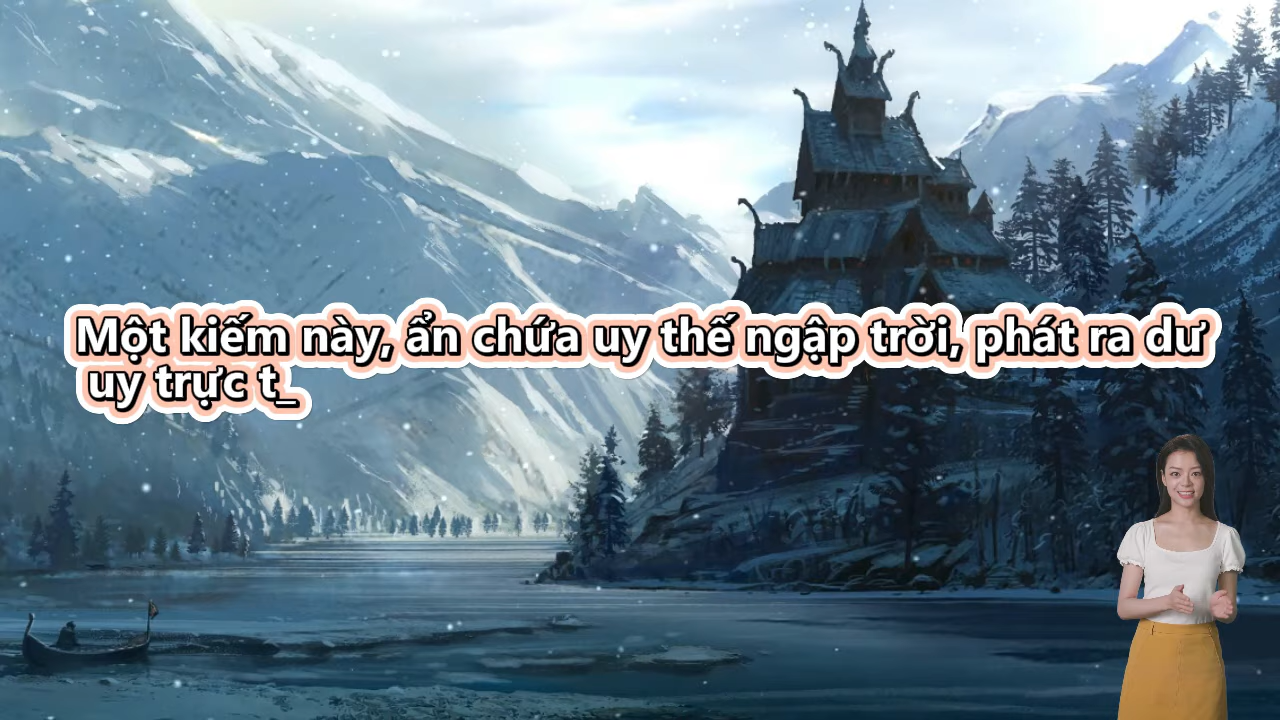 Một kiếm này, ẩn chứa uy thế ngập trời, phát ra dư
uy trực t_